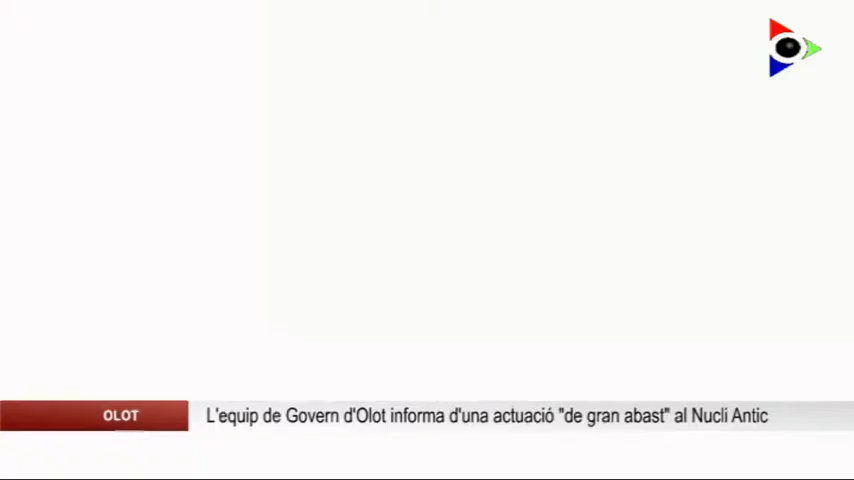 OLOT
L'equip de Govern d'Olot informa d'una actuació "de gran abast" al Nucli Antic